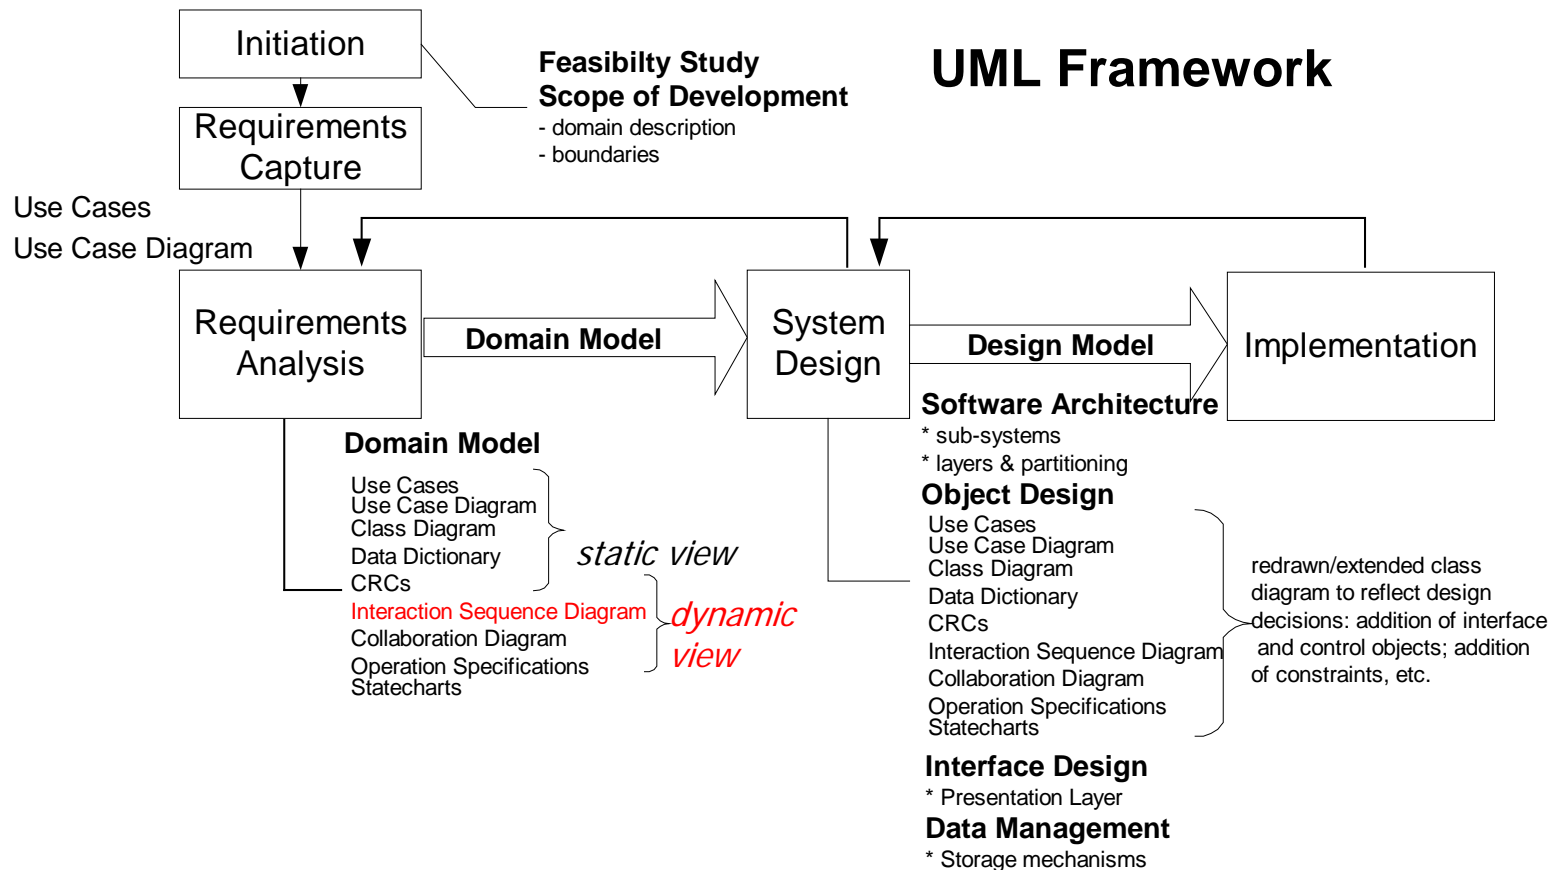 Initiation
Feasibilty Study
Scope of Development
- domain description
- boundaries
UML Framework
Requirements
Capture
Use Cases
Use Case Diagram
Requirements
Analysis
Domain Model
System
Design
Design Model
Implementation
Domain Model
Use Cases
Use Case Diagram
Class Diagram
Data Dictionary
CRCs
static view
Interaction Sequence Diagram
Collaboration Diagram
Operation Specifications
Statecharts
dynamic
view
Software Architecture
* sub-systems
* layers & partitioning
Object Design
Use Cases
Use Case Diagram
Class Diagram
Data Dictionary
CRCs
Interaction Sequence Diagram
Collaboration Diagram
Operation Specifications
Statecharts
redrawn/extended class
diagram to reflect design
decisions: addition of interface
and control objects; addition
of constraints, etc.
Interface Design
* Presentation Layer
Data Management
* Storage mechanisms